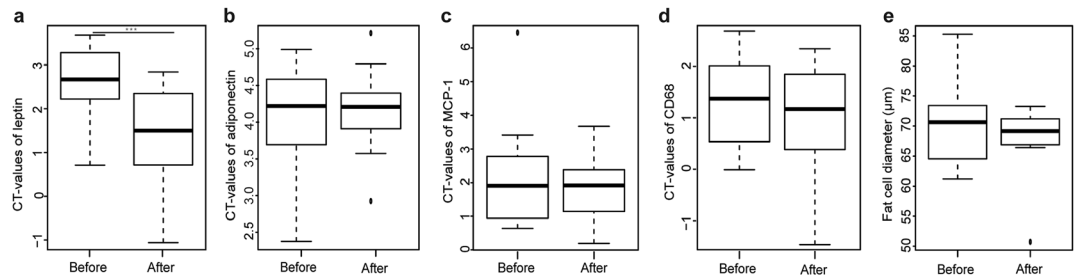 a
CT-values of leptin
3
2
1
0
−1
***
Before
After
b
CT-values of adiponectin
5.0
4.5
4.0
3.5
3.0
2.5
Before
After
c
CT-values of MCP-1
6
5
4
3
2
1
0
Before
After
d
CT-values of CD68
2
1
0
−1
Before
After
e
Fat cell diameter (µm)
85
80
75
70
65
60
55
50
Before
After